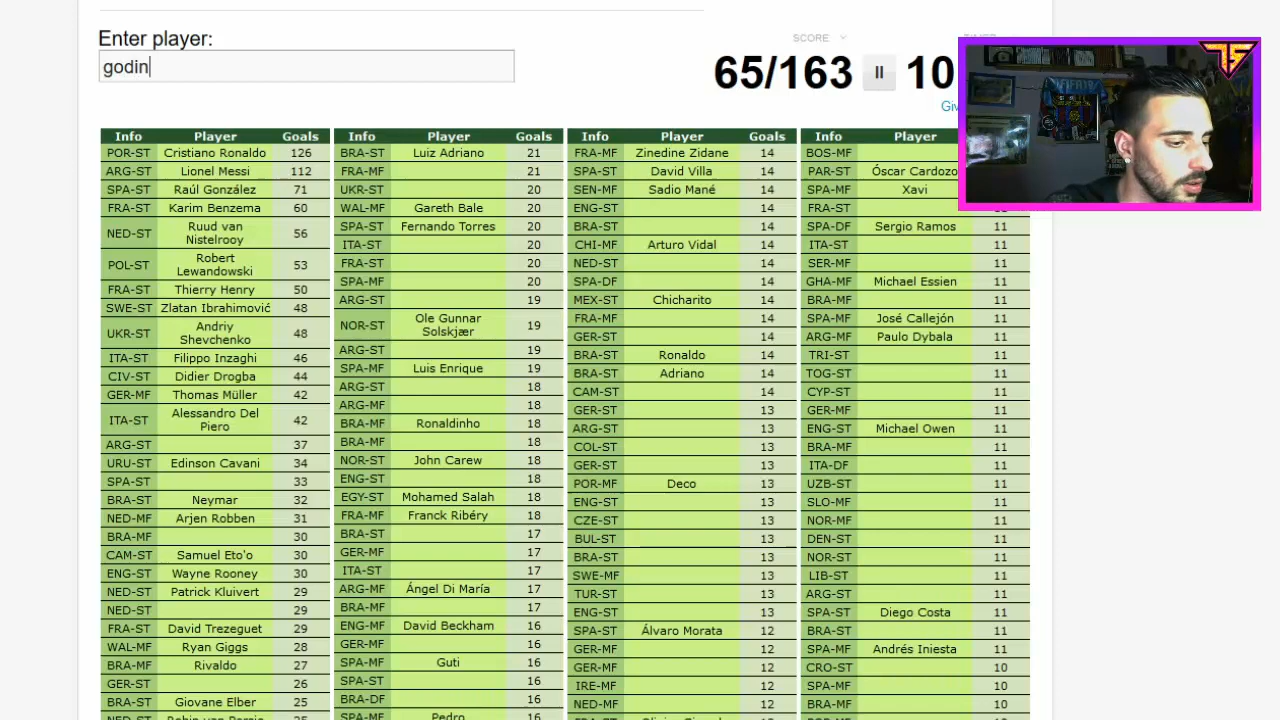 Enter player:
godin
SCORE
65/163
II
10
Giv
Info Player Goals
POR-ST Cristiano Ronaldo 126
ARG-ST Lionel Messi 112
SPA-ST Raúl González 71
FRA-ST Karim Benzema 60
NED-ST Ruud van Nistelrooy 56
POL-ST Robert Lewandowski 53
FRA-ST Thierry Henry 50
SWE-ST Zlatan Ibrahimović 48
UKR-ST Andriy Shevchenko 48
ITA-ST Filippo Inzaghi 46
CIV-ST Didier Drogba 44
GER-MF Thomas Müller 42
ITA-ST Alessandro Del Piero 42
ARG-ST 37
URU-ST Edinson Cavani 34
SPA-ST 33
BRA-ST Neymar 32
NED-MF Arjen Robben 31
BRA-MF 30
CAM-ST Samuel Eto'o 30
ENG-ST Wayne Rooney 30
NED-ST Patrick Kluivert 29
NED-ST 29
FRA-ST David Trezeguet 29
WAL-MF Ryan Giggs 28
BRA-MF Rivaldo 27
GER-ST 26
BRA-ST Giovane Elber 25
NED-ST Robin van Persie 25
Info Player Goals
BRA-ST Luiz Adriano 21
FRA-MF 21
UKR-ST 20
WAL-MF Gareth Bale 20
SPA-ST Fernando Torres 20
ITA-ST 20
FRA-ST 20
SPA-MF 20
ARG-ST 19
NOR-ST Ole Gunnar Solskjær 19
ARG-ST 19
SPA-MF Luis Enrique 19
ARG-ST 18
ARG-MF 18
BRA-MF Ronaldinho 18
BRA-MF 18
NOR-ST John Carew 18
ENG-ST 18
EGY-ST Mohamed Salah 18
FRA-MF Franck Ribéry 18
BRA-ST 17
GER-MF 17
ITA-ST 17
ARG-MF Ángel Di María 17
BRA-MF 17
ENG-MF David Beckham 16
GER-MF 16
SPA-MF Guti 16
SPA-ST 16
BRA-DF 16
SPA-MF Pedro 16
Info Player Goals
FRA-MF Zinedine Zidane 14
SPA-ST David Villa 14
SEN-MF Sadio Mané 14
ENG-ST 14
BRA-ST 14
CHI-MF Arturo Vidal 14
NED-ST 14
SPA-DF 14
MEX-ST Chicharito 14
FRA-MF 14
GER-ST 14
BRA-ST Ronaldo 14
BRA-ST Adriano 14
CAM-ST 14
GER-ST 13
ARG-ST 13
COL-ST 13
GER-ST 13
POR-MF Deco 13
ENG-ST 13
CZE-ST 13
BUL-ST 13
BRA-ST 13
SWE-MF 13
TUR-ST 13
ENG-ST 13
SPA-ST Álvaro Morata 12
GER-MF 12
GER-MF 12
IRE-MF 12
NED-MF 12
Info Player
BOS-MF
PAR-ST Óscar Cardozo
SPA-MF Xavi
FRA-ST
SPA-DF Sergio Ramos 11
ITA-ST 11
SER-MF 11
GHA-MF Michael Essien 11
BRA-MF 11
SPA-MF José Callejón 11
ARG-MF Paulo Dybala 11
TRI-ST 11
TOG-ST 11
CYP-ST 11
GER-MF 11
ENG-ST Michael Owen 11
BRA-MF 11
ITA-DF 11
UZB-ST 11
SLO-MF 11
NOR-MF 11
DEN-ST 11
NOR-ST 11
LIB-ST 11
ARG-ST 11
SPA-ST Diego Costa 11
BRA-ST 11
SPA-MF Andrés Iniesta 11
CRO-ST 10
SPA-MF 10
BRA-MF 10